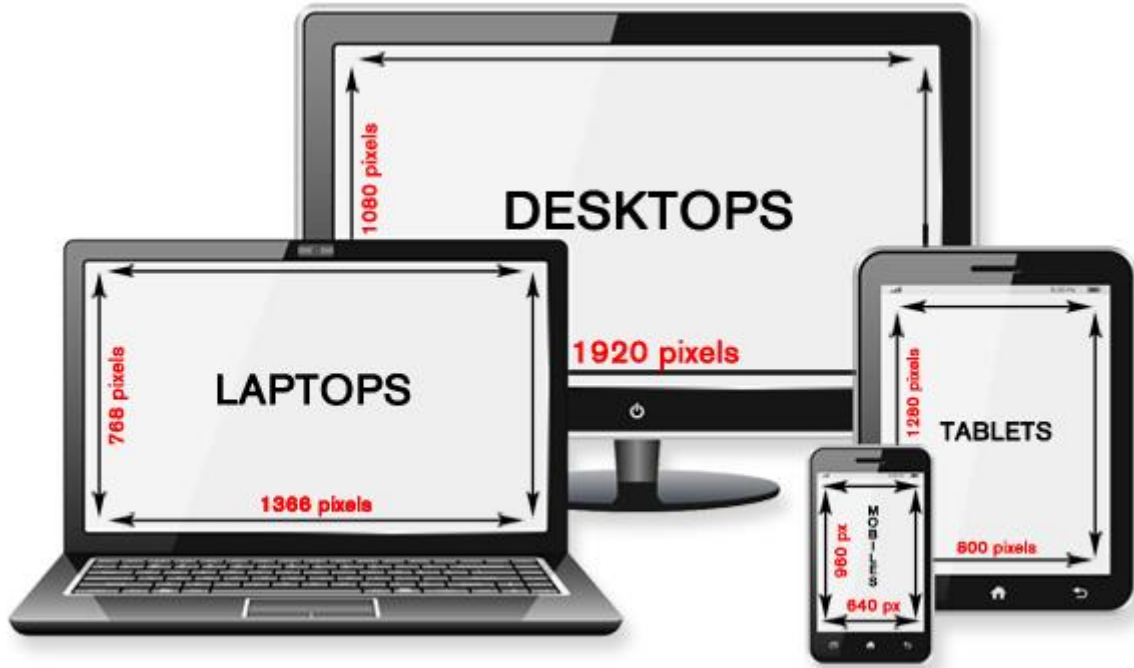 1080 pixels
DESKTOPS
1920 pixels
768 pixels
LAPTOPS
1366 pixels
1280 pixels
TABLETS
800 pixels
960 px
MOBILES
640 px